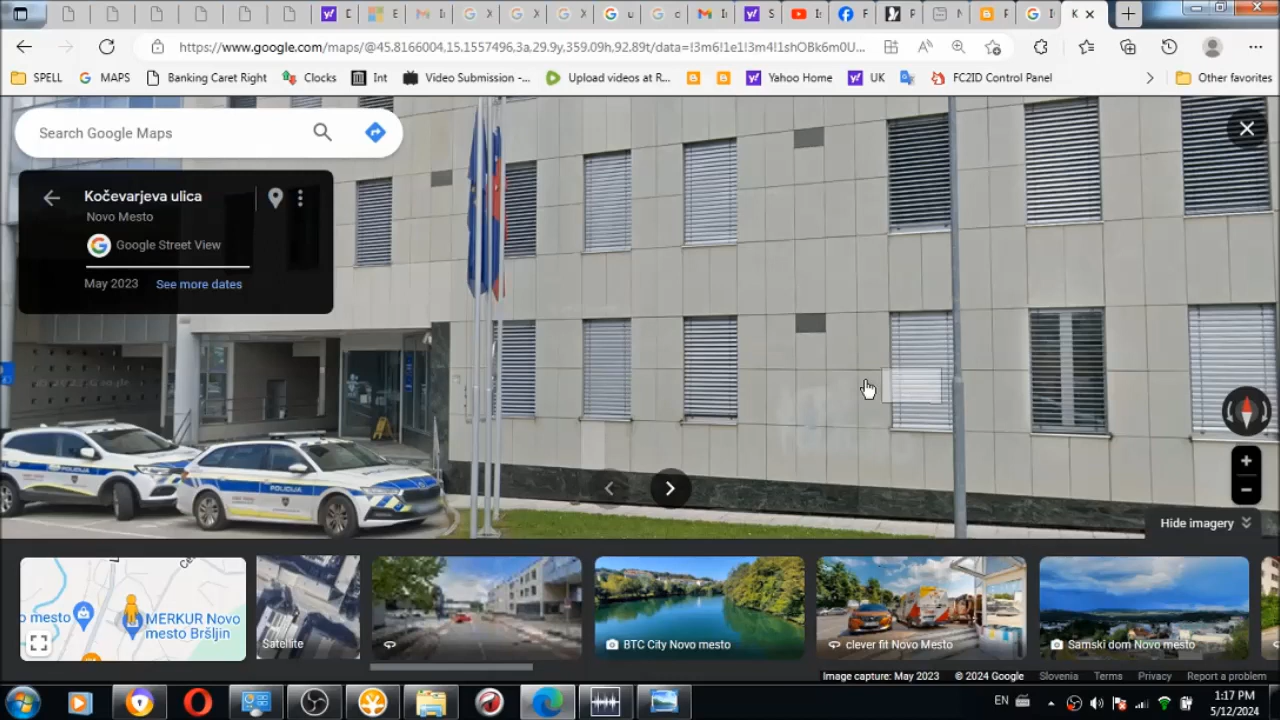 https://www.google.com/maps/@45.8166004,15.1557496,3a,29.9y,359.09h,92.89t/data=!3m6!1e1!3m4!1shOBk6m0U...
SPELL MAPS Banking Caret Right Clocks Int Video Submission -... Upload videos at R... Yahoo Home UK FC2ID Control Panel Other favorites
Search Google Maps
Kočevarjeva ulica
Novo Mesto
Google Street View
May 2023 See more dates
POLICIJA
POLICIJA
Hide imagery
o mesto
MERKUR Novo
mesto Bršljin
Satellite
BTC City Novo mesto
clever fit Novo Mesto
Samski dom Novo mesto
Image capture: May 2023 © 2024 Google Slovenia Terms Privacy Report a problem
EN
1:17 PM
5/12/2024